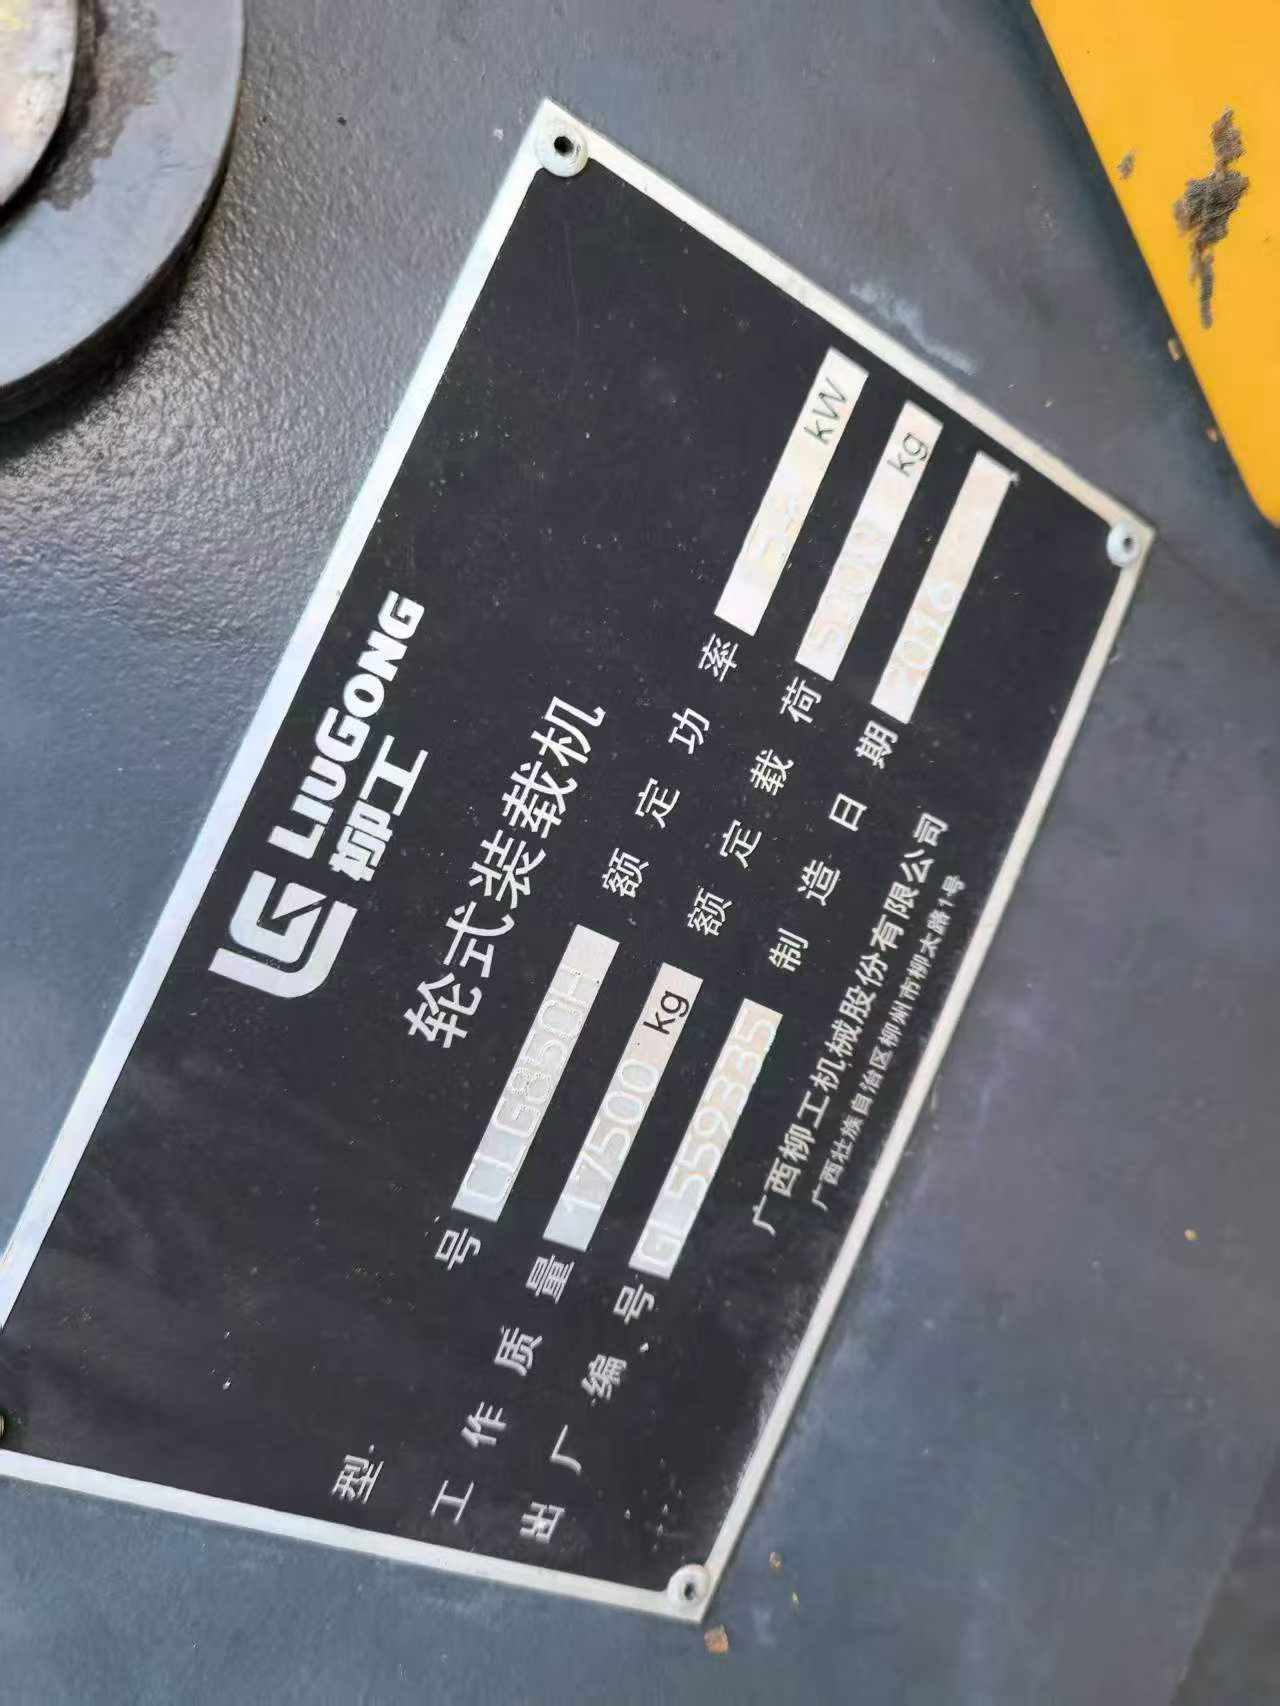 LG LIUGONG
柳工
轮式装载机
型 号 CLG850H 额定功率 kW
工作质量 17500 kg 额定载荷 kg
出厂编号 制造日期
广西柳工机械股份有限公司
广西壮族自治区柳州市柳太路1号